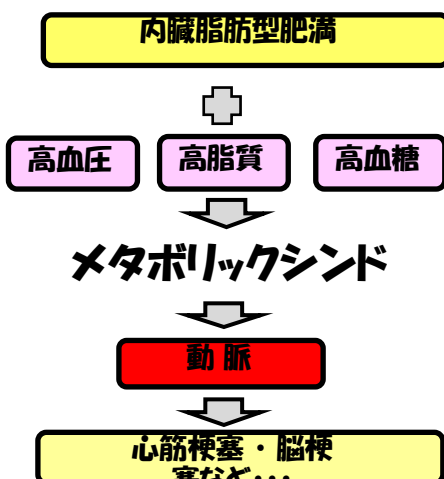 内臓脂肪型肥満
高血圧 高脂質 高血糖
メタボリックシンド
動脈
心筋梗塞・脳梗
塞など・・・